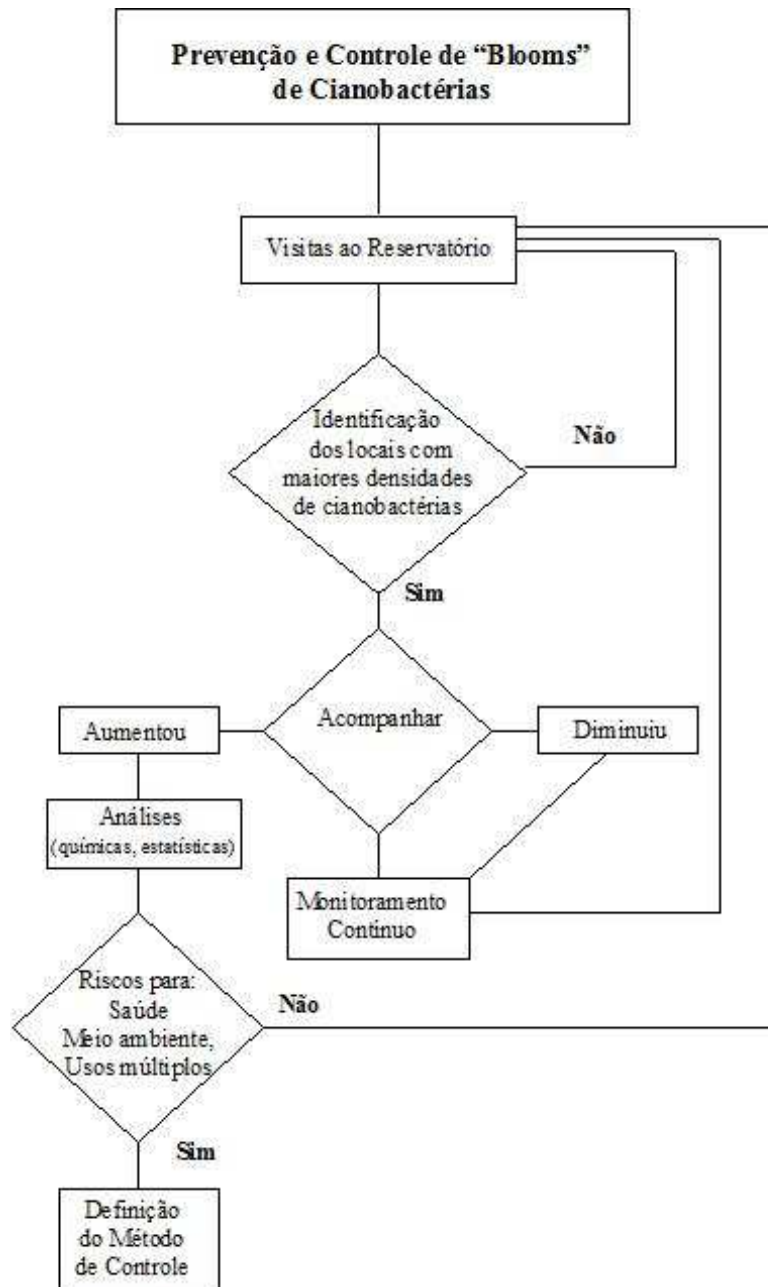 Prevenção e Controle de “Blooms”
de Cianobactérias
Visitas ao Reservatório
Identificação
dos locais com
maiores densidades
de cianobactérias
Não
Sim
Acompanhar
Aumentou
Diminuiu
Análises
(químicas, estatísticas)
Monitoramento
Contínuo
Riscos para:
Saúde
Meio ambiente,
Usos múltiplos
Não
Sim
Definição
do Método
de Controle